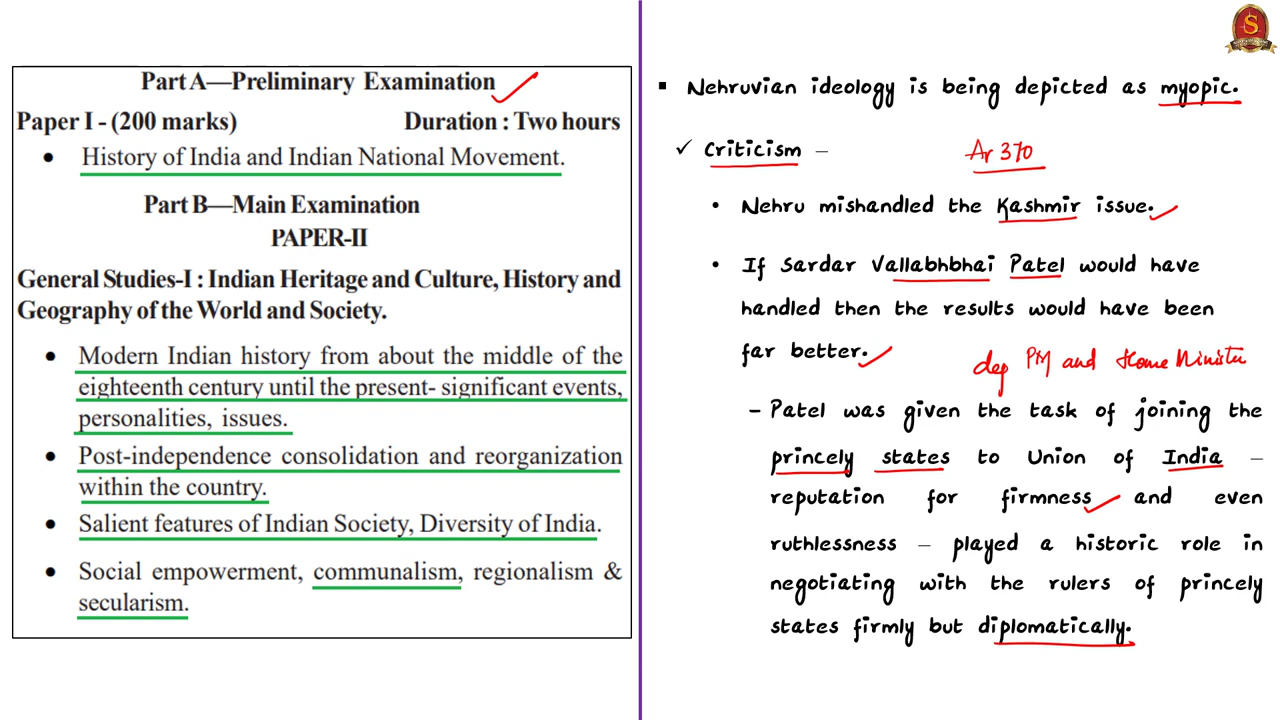 Part A—Preliminary Examination
Paper I - (200 marks) Duration : Two hours
• History of India and Indian National Movement.
Part B—Main Examination
PAPER-II
General Studies-I : Indian Heritage and Culture, History and
Geography of the World and Society.
• Modern Indian history from about the middle of the
eighteenth century until the present- significant events,
personalities, issues.
• Post-independence consolidation and reorganization
within the country.
• Salient features of Indian Society, Diversity of India.
• Social empowerment, communalism, regionalism &
secularism.
▪ Nehruvian ideology is being depicted as myopic.
✓ Criticism –
Ar 370
• Nehru mishandled the Kashmir issue.
• If Sardar Vallabhbhai Patel would have
handled then the results would have been
far better.
dep PM and Home Minister
– Patel was given the task of joining the
princely states to Union of India –
reputation for firmness and even
ruthlessness – played a historic role in
negotiating with the rulers of princely
states firmly but diplomatically.